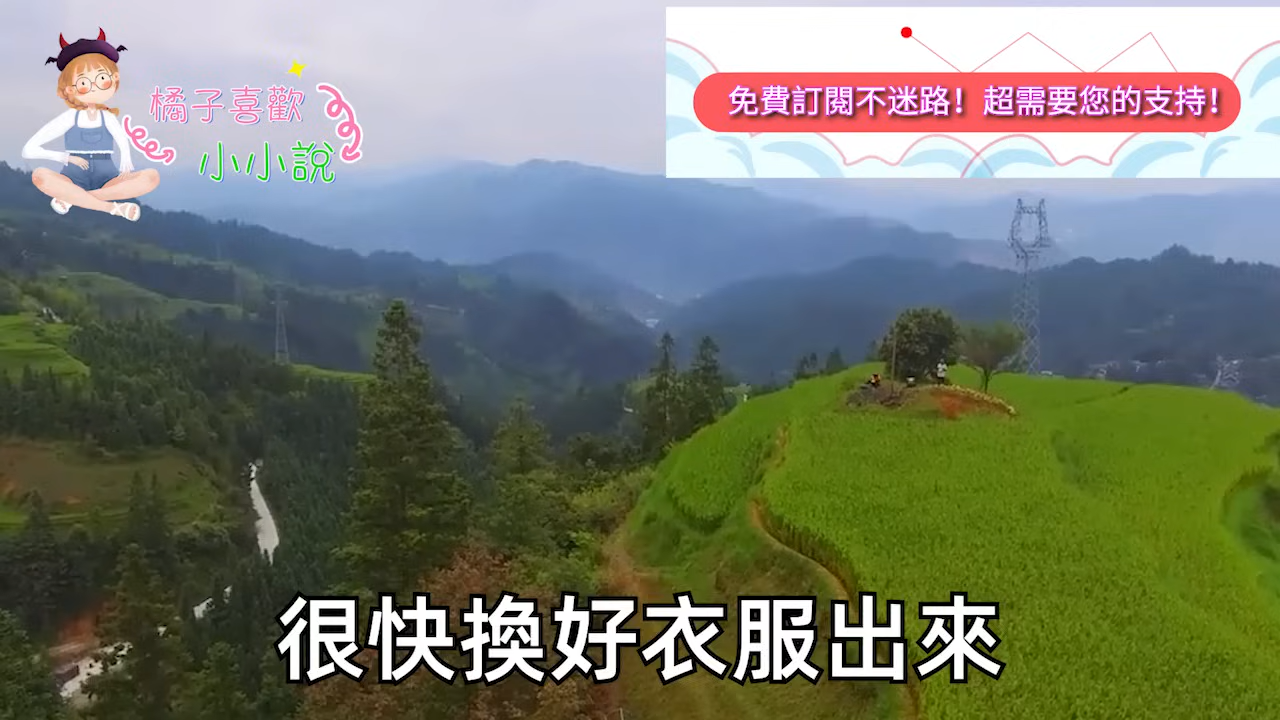 橘子喜歡
小小說
免費訂閱不迷路！超需要您的支持！
很快換好衣服出來